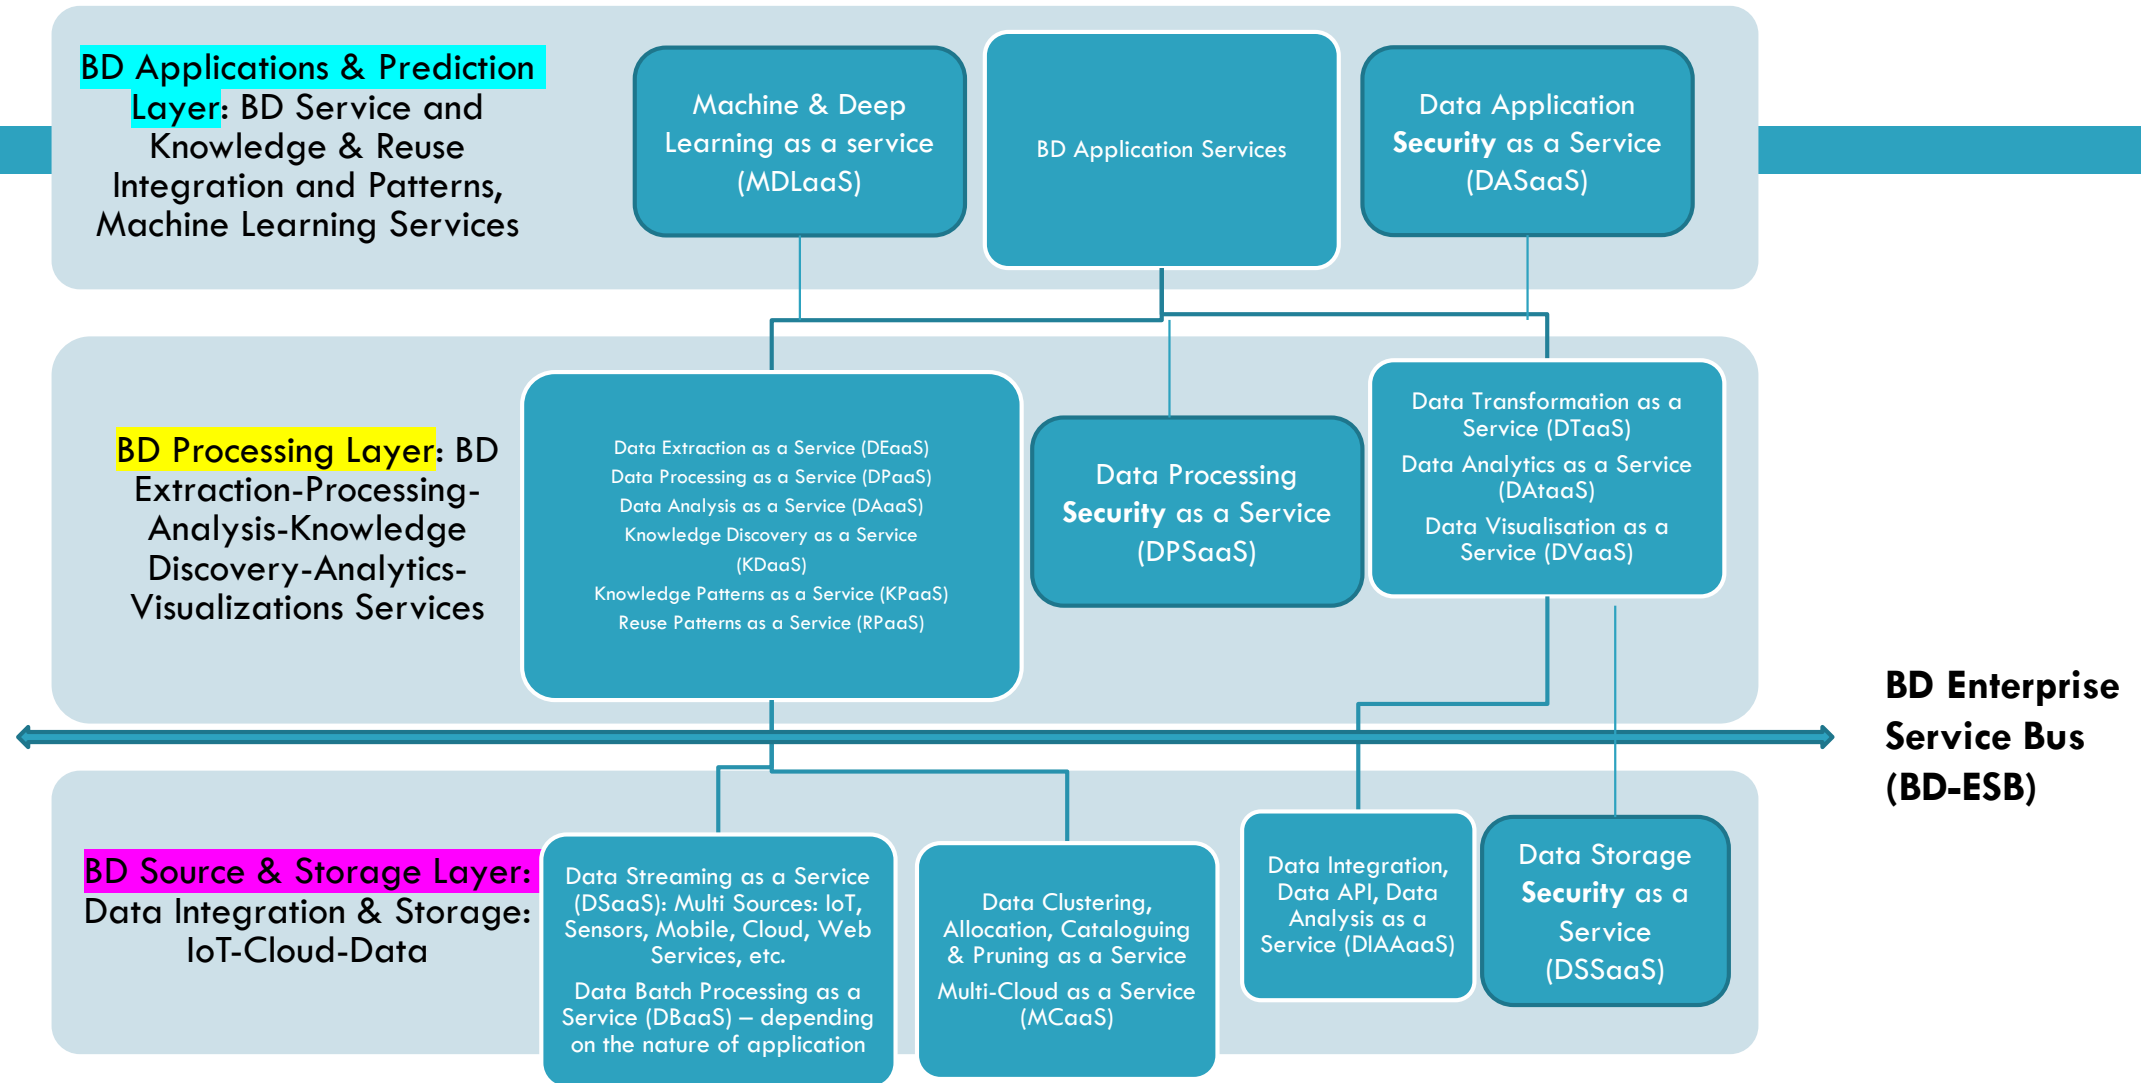 BD Applications & Prediction
Layer: BD Service and
Knowledge & Reuse
Integration and Patterns,
Machine Learning Services
Machine & Deep
Learning as a service
(MDLaaS)
BD Application Services
Data Application
Security as a Service
(DASaaS)
BD Processing Layer: BD
Extraction-Processing-
Analysis-Knowledge
Discovery-Analytics-
Visualizations Services
Data Extraction as a Service (DEaaS)
Data Processing as a Service (DPaaS)
Data Analysis as a Service (DAaaS)
Knowledge Discovery as a Service
(KDaaS)
Knowledge Patterns as a Service (KPaaS)
Reuse Patterns as a Service (RPaaS)
Data Processing
Security as a Service
(DPSaaS)
Data Transformation as a
Service (DTaaS)
Data Analytics as a Service
(DAtaaS)
Data Visualisation as a
Service (DVaaS)
BD Enterprise
Service Bus
(BD-ESB)
BD Source & Storage Layer:
Data Integration & Storage:
IoT-Cloud-Data
Data Streaming as a Service
(DSaaS): Multi Sources: IoT,
Sensors, Mobile, Cloud, Web
Services, etc.
Data Batch Processing as a
Service (DBaaS) – depending
on the nature of application
Data Clustering,
Allocation, Cataloguing
& Pruning as a Service
Multi-Cloud as a Service
(MCaaS)
Data Integration,
Data API, Data
Analysis as a
Service (DIAAaaS)
Data Storage
Security as a
Service
(DSSaaS)